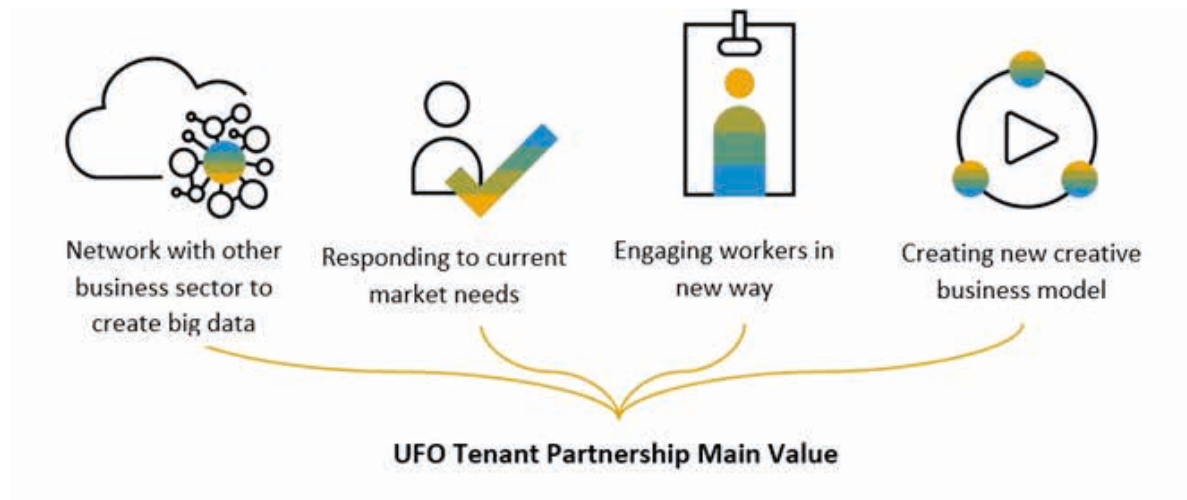 Network with other
business sector to
create big data
Responding to current
market needs
Engaging workers in
new way
Creating new creative
business model
UFO Tenant Partnership Main Value